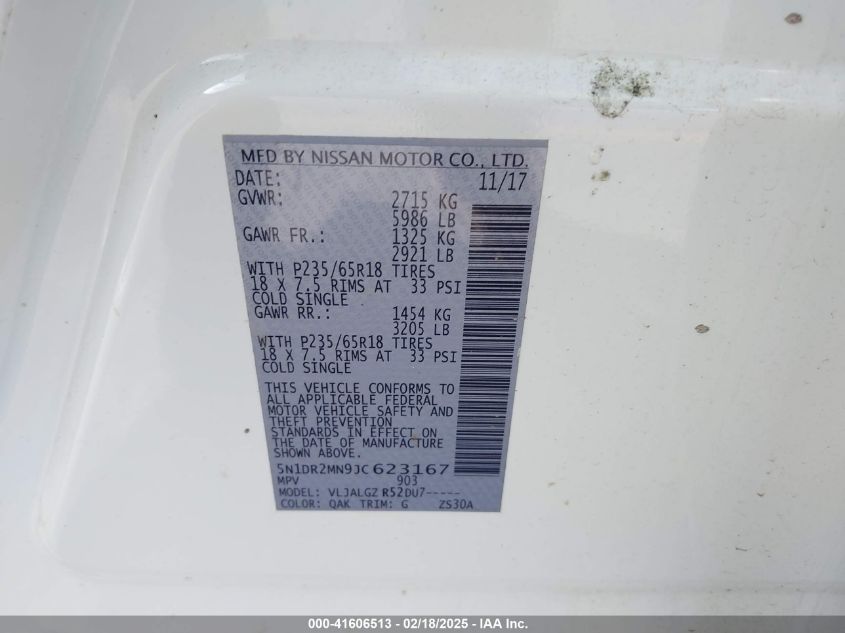 MFD BY NISSAN MOTOR CO., LTD.
DATE: 11/17
GVWR: 2715 KG
5986 LB
GAWR FR.: 1325 KG
2921 LB
WITH P235/65R18 TIRES
18 X 7.5 RIMS AT 33 PSI
COLD SINGLE
GAWR RR.: 1454 KG
3205 LB
WITH P235/65R18 TIRES
18 X 7.5 RIMS AT 33 PSI
COLD SINGLE
THIS VEHICLE CONFORMS TO
ALL APPLICABLE FEDERAL
MOTOR VEHICLE SAFETY AND
THEFT PREVENTION
STANDARDS IN EFFECT ON
THE DATE OF MANUFACTURE
SHOWN ABOVE.
5N1DR2MN9JC623167
MPV 903
MODEL: VLJALGZ R52DU7-----
COLOR: QAK TRIM: G ZS30A
000-41606513 - 02/18/2025 - IAA Inc.